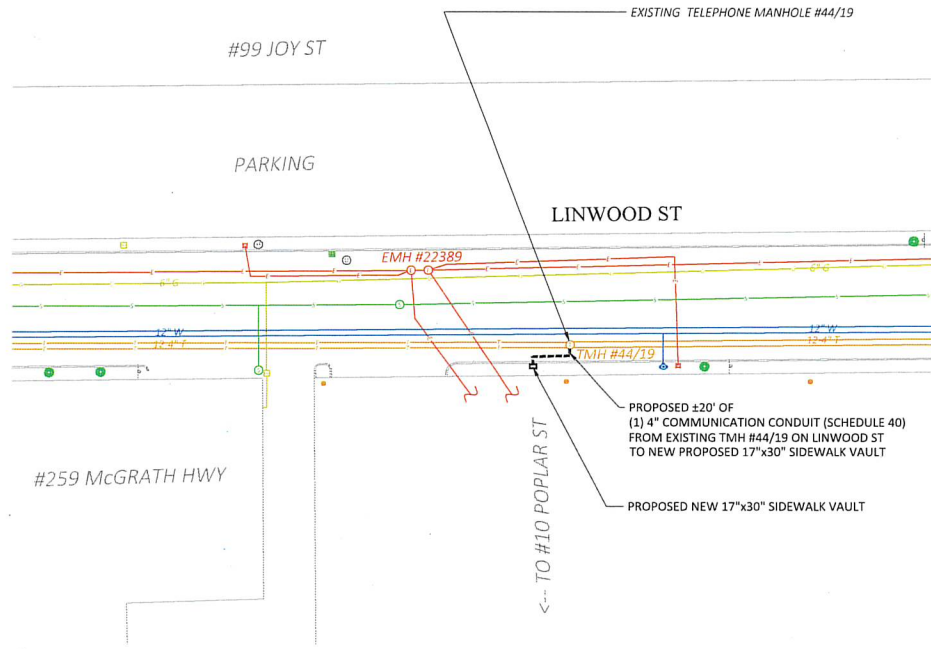 EXISTING TELEPHONE MANHOLE #44/19
#99 JOY ST
PARKING
LINWOOD ST
EMH #22389
6" G
6" G
12" W
12" W
12-4" T
12-4" T
TMH #44/19
PROPOSED ±20' OF
(1) 4" COMMUNICATION CONDUIT (SCHEDULE 40)
FROM EXISTING TMH #44/19 ON LINWOOD ST
TO NEW PROPOSED 17"x30" SIDEWALK VAULT
#259 McGRATH HWY
PROPOSED NEW 17"x30" SIDEWALK VAULT
<-- TO #10 POPLAR ST